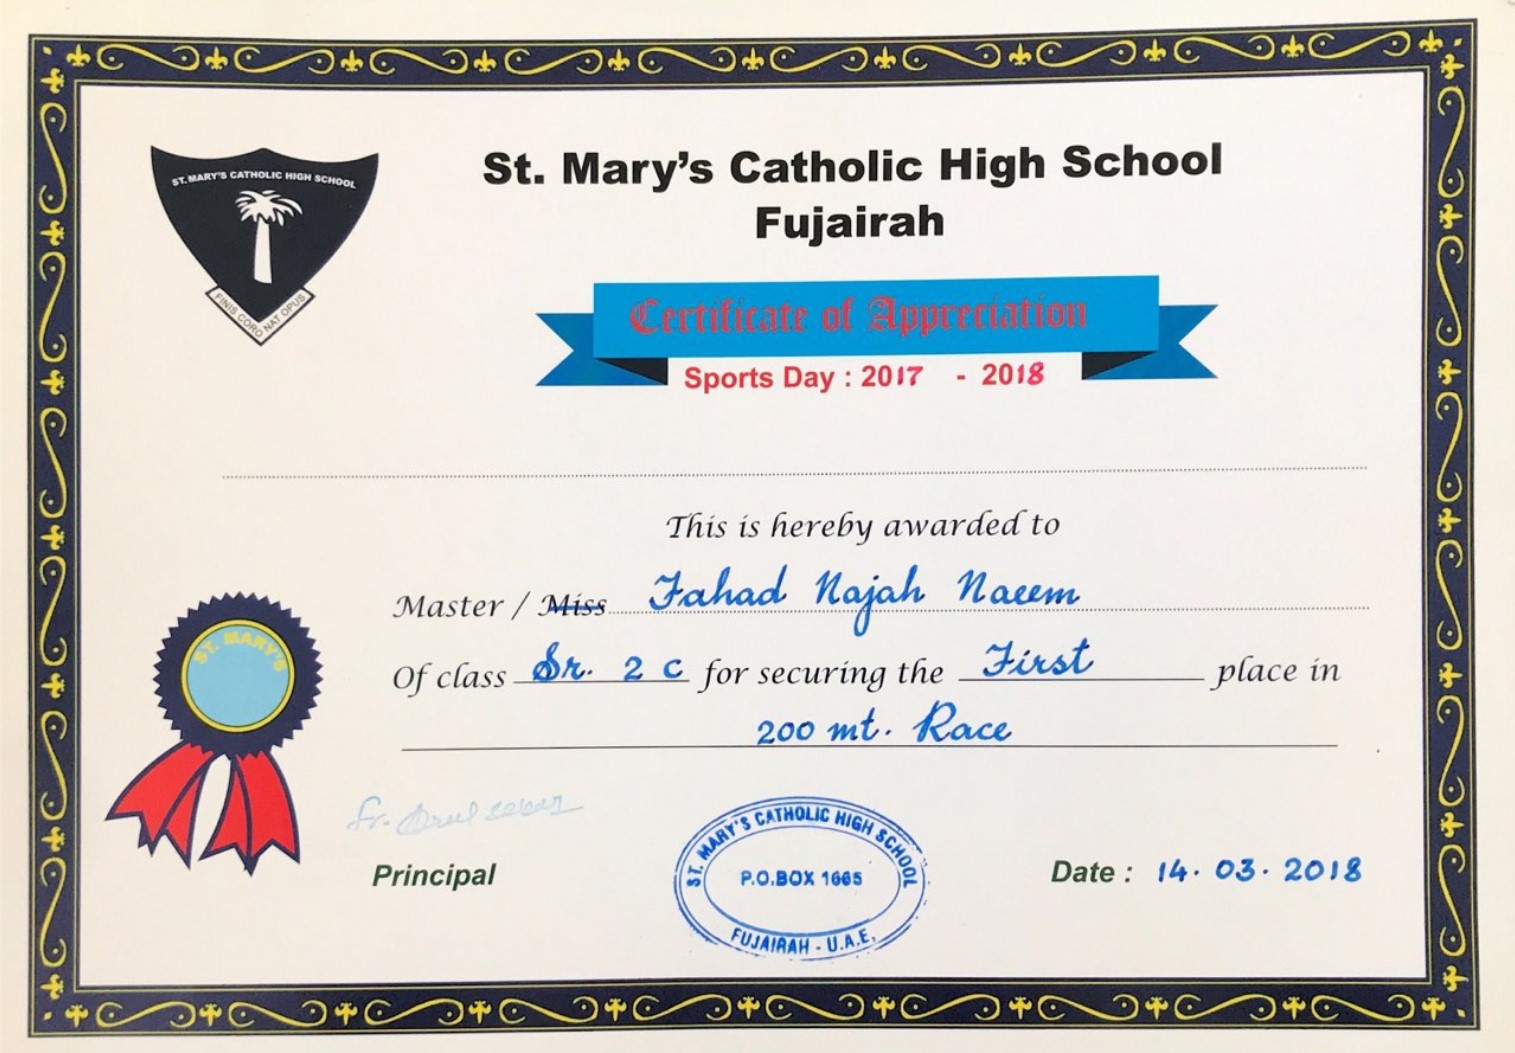 ST. MARY'S CATHOLIC HIGH SCHOOL
FINIS CORO NAT OPUS
St. Mary's Catholic High School
Fujairah
Certificate of Appreciation
Sports Day : 2017 - 2018
This is hereby awarded to
Master / Miss Fahad Najah Naeem
Of class Sr. 2 C for securing the First place in
200 mt. Race
ST. MARY'S
Principal
ST. MARY'S CATHOLIC HIGH SCHOOL
P.O.BOX 1665
FUJAIRAH - U.A.E.
Date : 14. 03. 2018